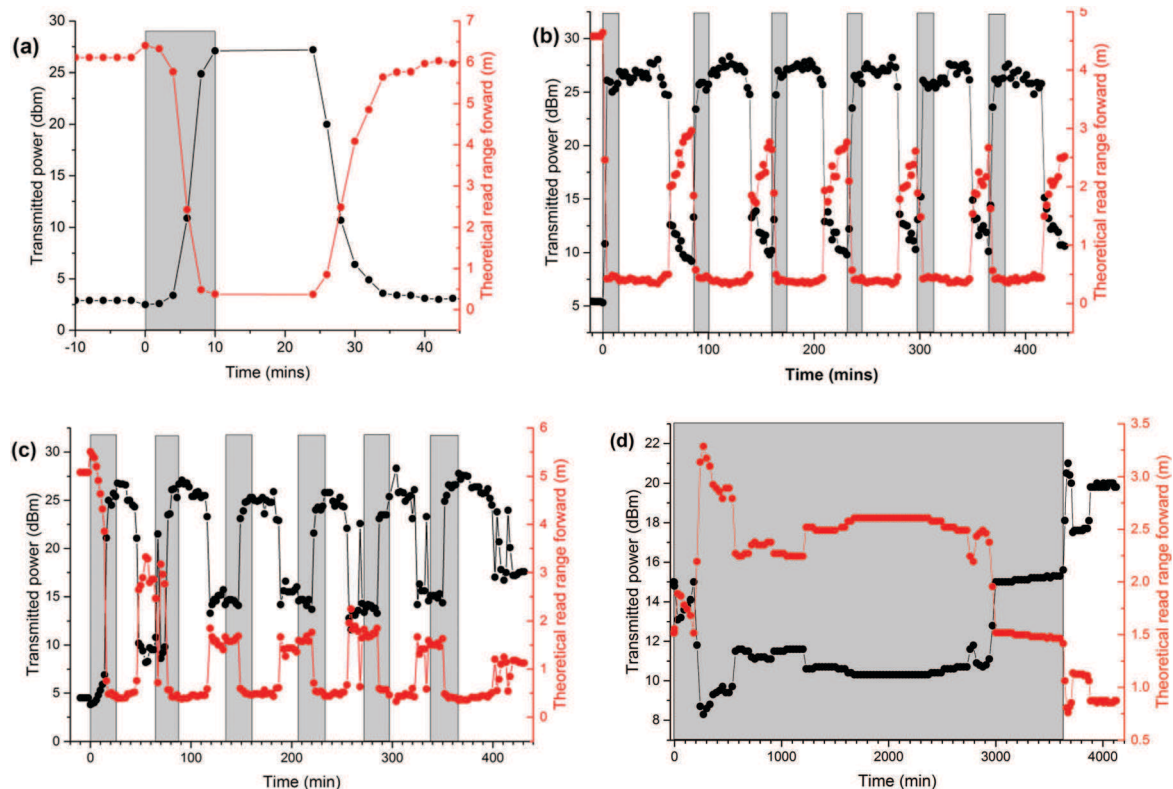 (a)
Transmitted power (dbm)
30
25
20
15
10
5
0
-10 0 10 20 30 40
Time (mins)
6
5
4
3
2
1
0
7
Theoretical read range forward (m)
(b)
Transmitted power (dBm)
30
25
20
15
10
5
0 100 200 300 400
Time (mins)
5
4
3
2
1
0
Theoretical read range forward (m)
(c)
Transmitted power (dBm)
35
30
25
20
15
10
5
0
0 100 200 300 400
Time (min)
6
5
4
3
2
1
0
Theoretical read range forward (m)
(d)
Transmitted power (dBm)
22
20
18
16
14
12
10
8
0 1000 2000 3000 4000
Time (min)
3.5
3.0
2.5
2.0
1.5
1.0
0.5
Theoretical read range forward (m)